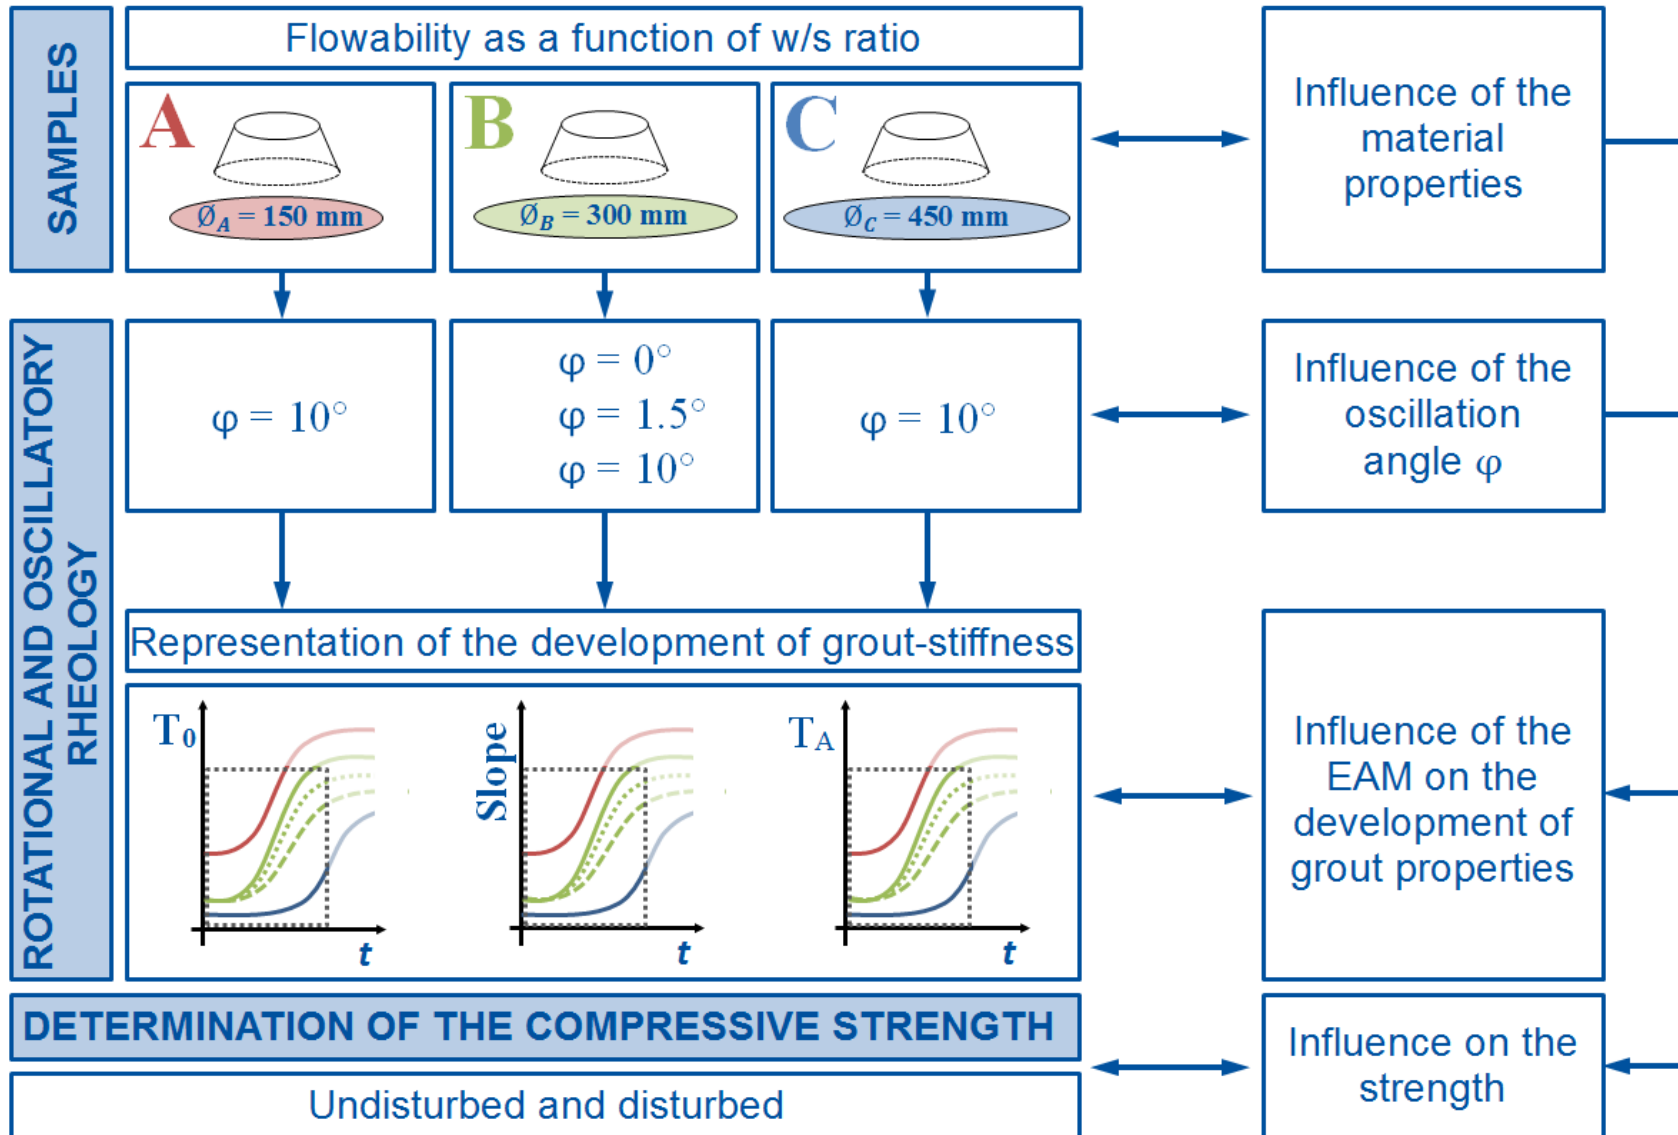 SAMPLES
Flowability as a function of w/s ratio
A
B
C
Ø_A = 150 mm
Ø_B = 300 mm
Ø_C = 450 mm
Influence of the
material
properties
ROTATIONAL AND OSCILLATORY
RHEOLOGY
φ = 10°
φ = 0°
φ = 1.5°
φ = 10°
φ = 10°
Influence of the
oscillation
angle φ
Representation of the development of grout-stiffness
T₀
t
Slope
t
T_A
t
Influence of the
EAM on the
development of
grout properties
DETERMINATION OF THE COMPRESSIVE STRENGTH
Undisturbed and disturbed
Influence on the
strength